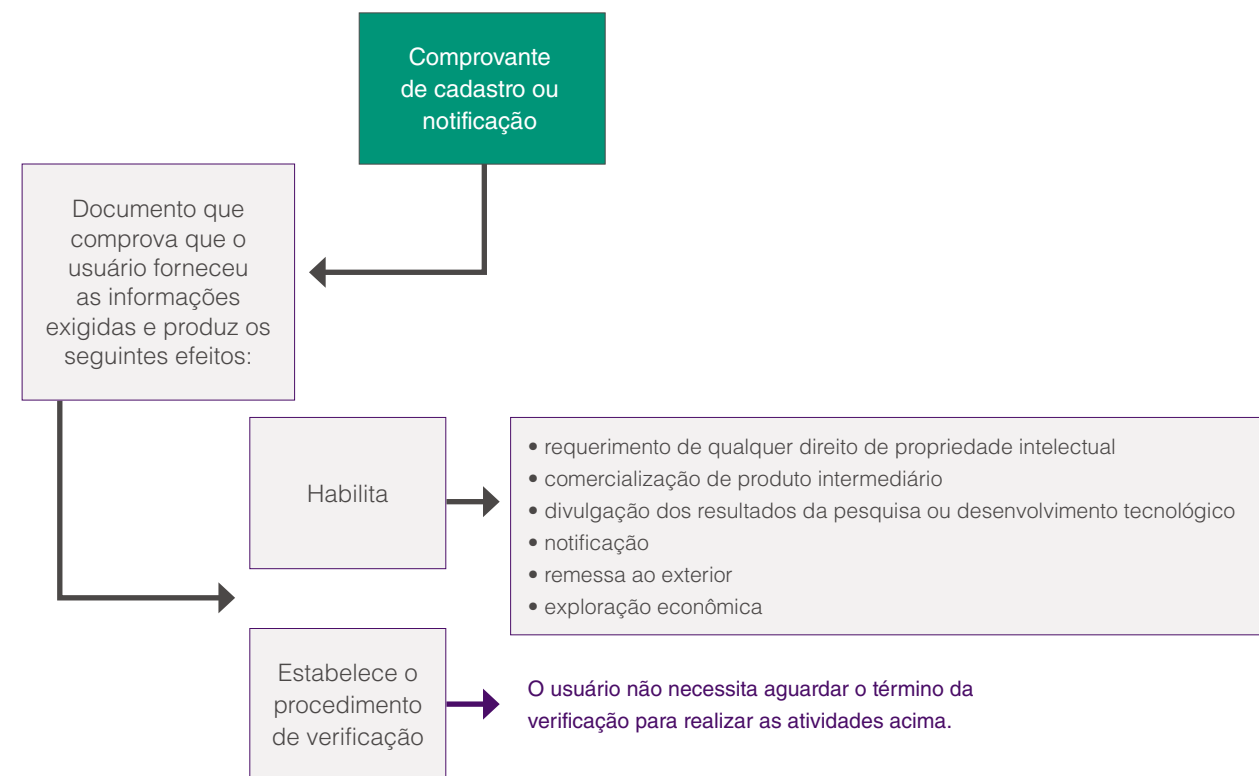 Comprovante
de cadastro ou
notificação
Documento que
comprova que o
usuário forneceu
as informações
exigidas e produz os
seguintes efeitos:
Habilita
• requerimento de qualquer direito de propriedade intelectual
• comercialização de produto intermediário
• divulgação dos resultados da pesquisa ou desenvolvimento tecnológico
• notificação
• remessa ao exterior
• exploração econômica
Estabelece o
procedimento
de verificação
O usuário não necessita aguardar o término da
verificação para realizar as atividades acima.